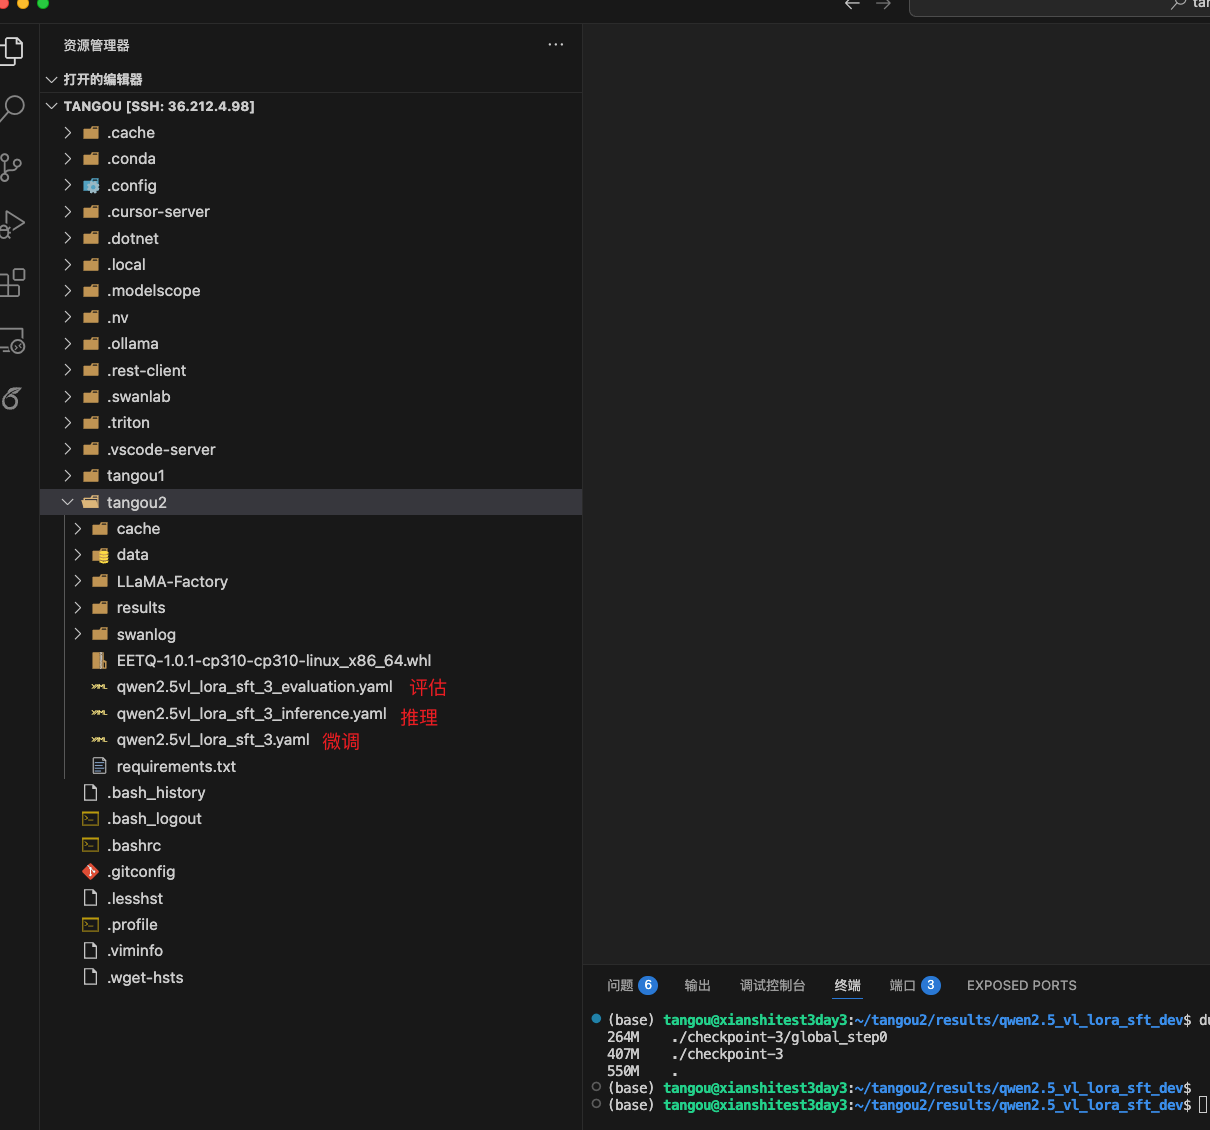 资源管理器
打开的编辑器
TANGOU [SSH: 36.212.4.98]
.cache
.conda
.config
.cursor-server
.dotnet
.local
.modelscope
.nv
.ollama
.rest-client
.swanlab
.triton
.vscode-server
tangou1
tangou2
cache
data
LLaMA-Factory
results
swanlog
EETQ-1.0.1-cp310-cp310-linux_x86_64.whl
qwen2.5vl_lora_sft_3_evaluation.yaml 评估
qwen2.5vl_lora_sft_3_inference.yaml 推理
qwen2.5vl_lora_sft_3.yaml 微调
requirements.txt
.bash_history
.bash_logout
.bashrc
.gitconfig
.lesshst
.profile
.viminfo
.wget-hsts
问题 6 输出 调试控制台 终端 端口 3 EXPOSED PORTS
(base) tangou@xianshitest3day3:~/tangou2/results/qwen2.5_vl_lora_sft_dev$
264M ./checkpoint-3/global_step0
407M ./checkpoint-3
550M .
(base) tangou@xianshitest3day3:~/tangou2/results/qwen2.5_vl_lora_sft_dev$
(base) tangou@xianshitest3day3:~/tangou2/results/qwen2.5_vl_lora_sft_dev$